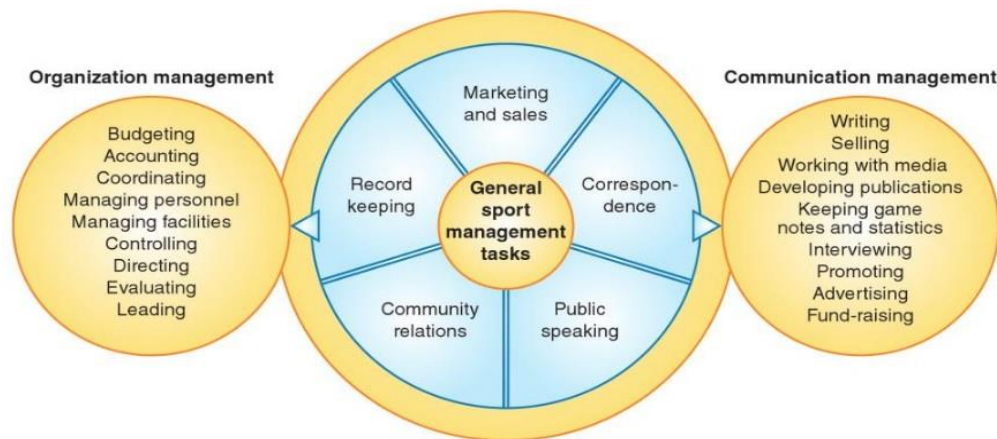 Organization management
Budgeting
Accounting
Coordinating
Managing personnel
Managing facilities
Controlling
Directing
Evaluating
Leading
Marketing
and sales
Record
keeping
General
sport
management
tasks
Correspon-
dence
Community
relations
Public
speaking
Communication management
Writing
Selling
Working with media
Developing publications
Keeping game
notes and statistics
Interviewing
Promoting
Advertising
Fund-raising